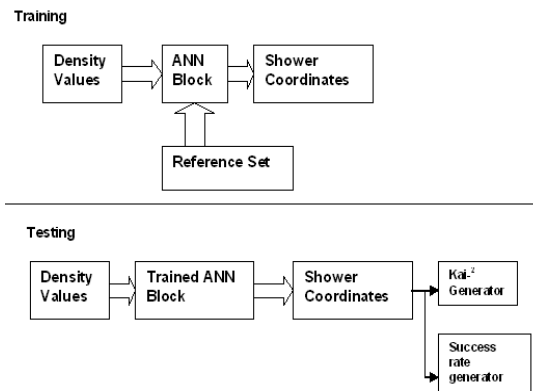 Training
Density
Values
ANN
Block
Shower
Coordinates
Reference Set
Testing
Density
Values
Trained ANN
Block
Shower
Coordinates
Kai-²
Generator
Success
rate
generator